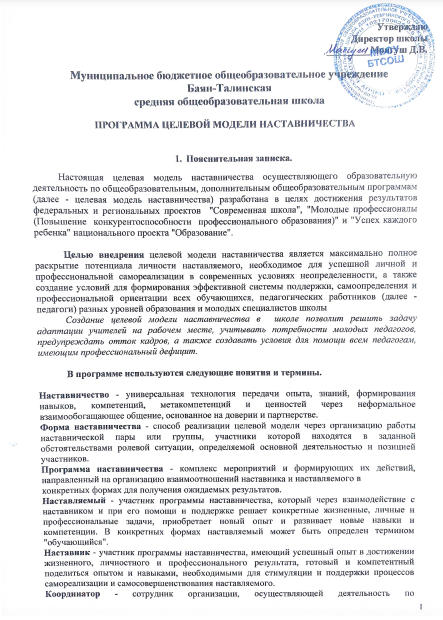 Утверждаю
Директор школы
Монгуш Д.В.
БТСОШ
Муниципальное бюджетное общеобразовательное учреждение
Баян-Талинская
средняя общеобразовательная школа
ПРОГРАММА ЦЕЛЕВОЙ МОДЕЛИ НАСТАВНИЧЕСТВА
1. Пояснительная записка.
Настоящая целевая модель наставничества осуществляющего образовательную
деятельность по общеобразовательным, дополнительным общеобразовательным программам
(далее - целевая модель наставничества) разработана в целях достижения результатов
федеральных и региональных проектов "Современная школа", "Молодые профессионалы
(Повышение конкурентоспособности профессионального образования)" и "Успех каждого
ребенка" национального проекта "Образование".
Целью внедрения целевой модели наставничества является максимально полное
раскрытие потенциала личности наставляемого, необходимое для успешной личной и
профессиональной самореализации в современных условиях неопределенности, а также
создание условий для формирования эффективной системы поддержки, самоопределения и
профессиональной ориентации всех обучающихся, педагогических работников (далее -
педагоги) разных уровней образования и молодых специалистов школы
Создание целевой модели наставничества в школе позволит решить задачу
адаптации учителей на рабочем месте, учитывать потребности молодых педагогов,
предупреждать отток кадров, а также создавать условия для помощи всем педагогам,
имеющим профессиональный дефицит.
В программе используются следующие понятия и термины.
Наставничество - универсальная технология передачи опыта, знаний, формирования
навыков, компетенций, метакомпетенций и ценностей через неформальное
взаимообогащающее общение, основанное на доверии и партнерстве.
Форма наставничества - способ реализации целевой модели через организацию работы
наставнической пары или группы, участники которой находятся в заданной
обстоятельствами ролевой ситуации, определяемой основной деятельностью и позицией
участников.
Программа наставничества - комплекс мероприятий и формирующих их действий,
направленный на организацию взаимоотношений наставника и наставляемого в
конкретных формах для получения ожидаемых результатов.
Наставляемый - участник программы наставничества, который через взаимодействие с
наставником и при его помощи и поддержке решает конкретные жизненные, личные и
профессиональные задачи, приобретает новый опыт и развивает новые навыки и
компетенции. В конкретных формах наставляемый может быть определен термином
"обучающийся".
Наставник - участник программы наставничества, имеющий успешный опыт в достижении
жизненного, личностного и профессионального результата, готовый и компетентный
поделиться опытом и навыками, необходимыми для стимуляции и поддержки процессов
самореализации и самосовершенствования наставляемого.
Координатор - сотрудник организации, осуществляющей деятельность по
1